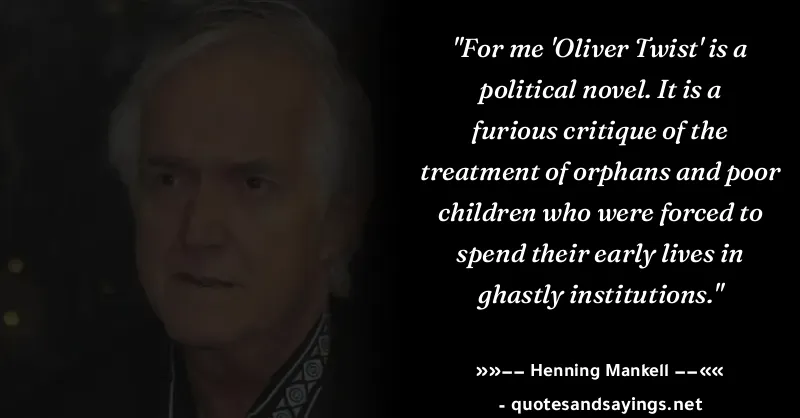 "For me 'Oliver Twist' is a
political novel. It is a
furious critique of the
treatment of orphans and poor
children who were forced to
spend their early lives in
ghastly institutions."
»»−− Henning Mankell −−««
- quotesandsayings.net